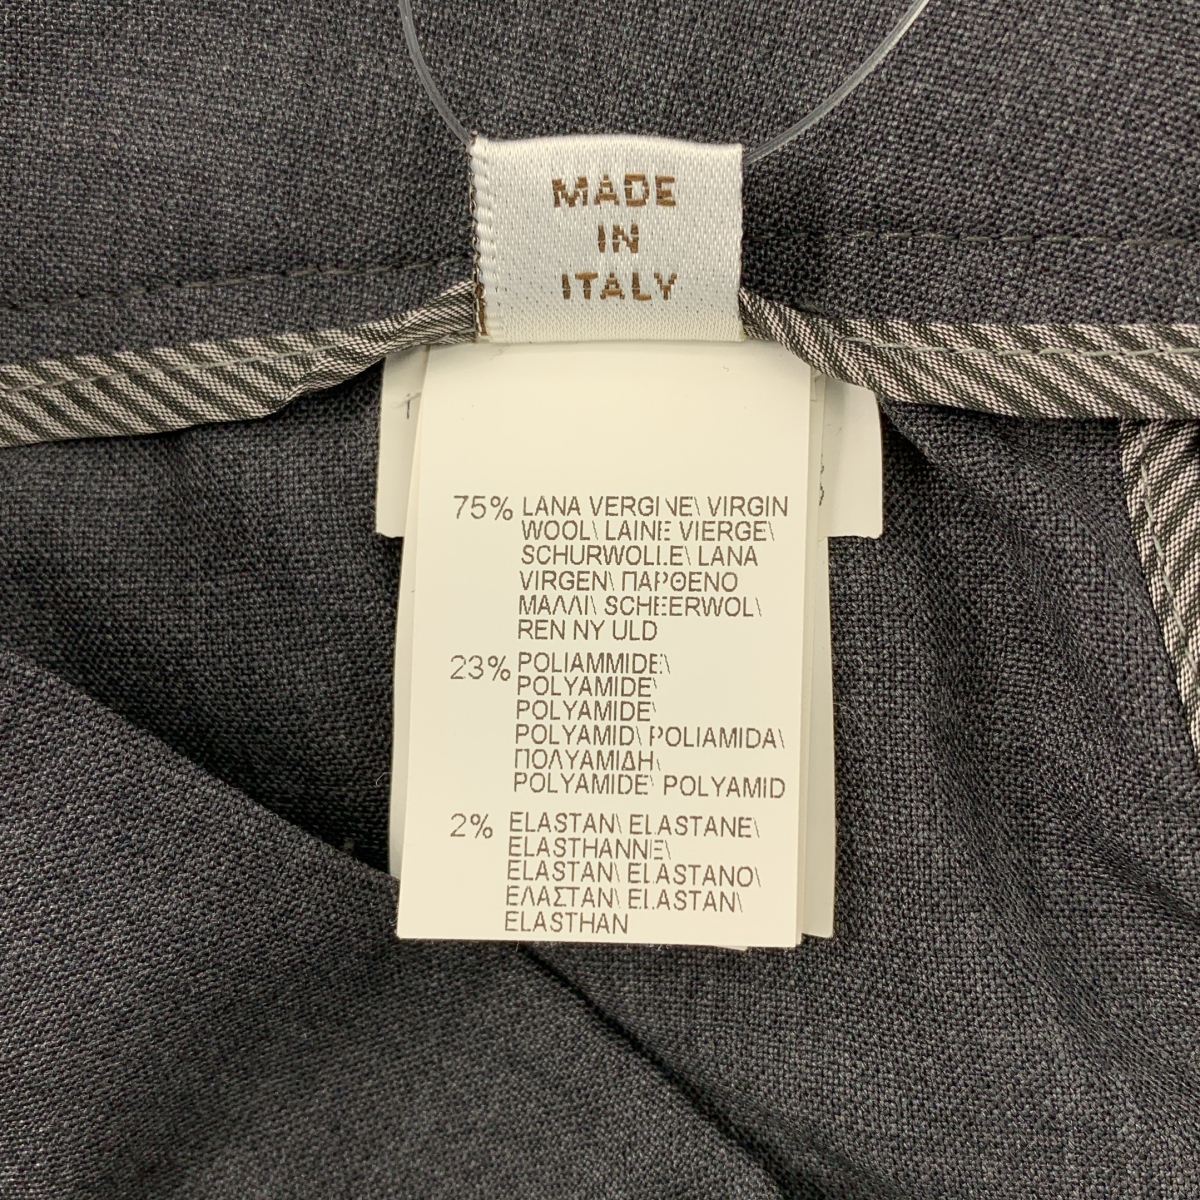 MADE
IN
ITALY
75% LANA VERGINE\ VIRGIN
WOOL\ LAINE VIERGE\
SCHURWOLLE\ LANA
VIRGEN\ ΠΑΡΘΕΝΟ
ΜΑΛΛΙ\ SCHEERWOL\
REN NY ULD
23% POLIAMMIDE\
POLYAMIDE\
POLYAMIDE\
POLYAMID\ POLIAMIDA\
ΠΟΛΥΑΜΙΔΗ\
POLYAMIDE\ POLYAMID
2% ELASTAN\ ELASTANE\
ELASTHANNE\
ELASTAN\ ELASTANO\
ΕΛΑΣΤΑΝ\ ELASTAN\
ELASTHAN